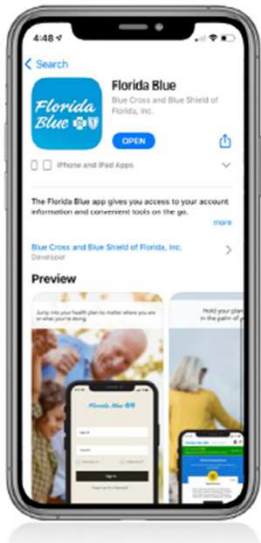 4:48
Search
Florida Blue
Florida Blue
Blue Cross and Blue Shield of
Florida, Inc.
OPEN
iPhone and iPad Apps
The Florida Blue app gives you access to your account
information and convenient tools on the go.
more
Blue Cross and Blue Shield of Florida, Inc.
Developer
Preview
Jump into your health plan no matter where you are
or what you're doing.
Hold your plan
in the palm of
Florida Blue